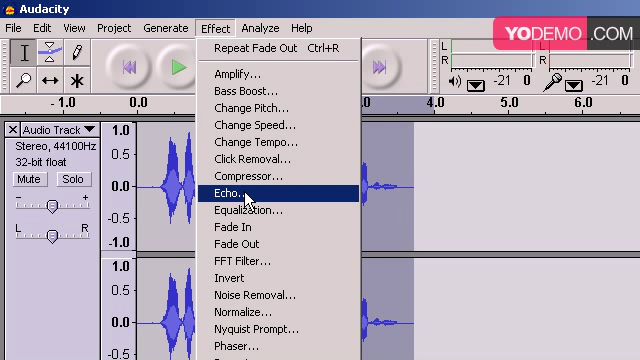 Audacity
File Edit View Project Generate Effect Analyze Help
YODEMO.COM
Repeat Fade Out Ctrl+R
Amplify...
Bass Boost...
Change Pitch...
Change Speed...
Change Tempo...
Click Removal...
Compressor...
Echo...
Equalization...
Fade In
Fade Out
FFT Filter...
Invert
Noise Removal...
Normalize...
Nyquist Prompt...
Phaser...
L
R
-21 0
L
R
-21 0
- 1.0 0.0 3.0 4.0 5.0 6.0
Audio Track
Stereo, 44100Hz
32-bit float
Mute Solo
- +
L R
1.0
0.5
0.0
-0.5
-1.0
1.0
0.5
0.0